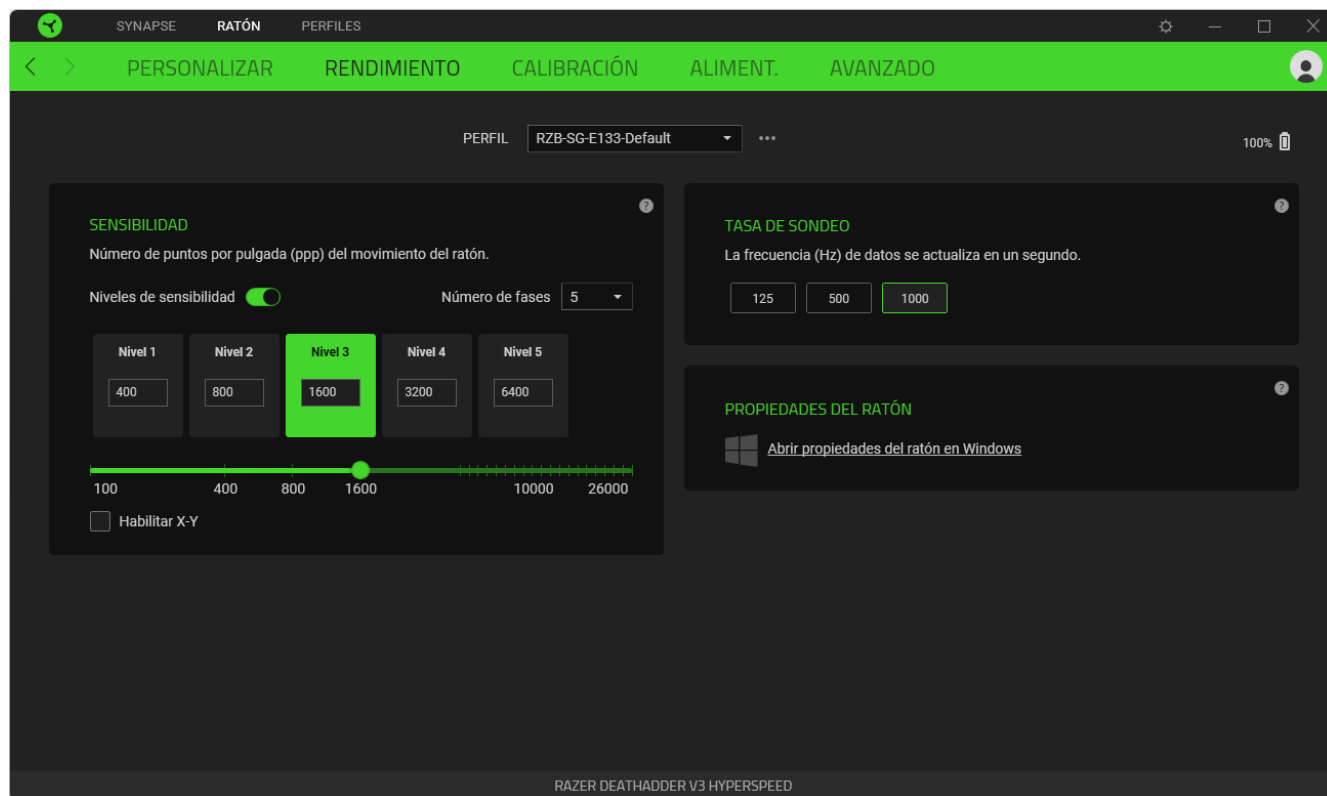 SYNAPSE RATÓN PERFILES
PERSONALIZAR RENDIMIENTO CALIBRACIÓN ALIMENT. AVANZADO
PERFIL RZB-SG-E133-Default
100%
SENSIBILIDAD
Número de puntos por pulgada (ppp) del movimiento del ratón.
Niveles de sensibilidad Número de fases 5
Nivel 1 Nivel 2 Nivel 3 Nivel 4 Nivel 5
400 800 1600 3200 6400
100 400 800 1600 10000 26000
Habilitar X-Y
TASA DE SONDEO
La frecuencia (Hz) de datos se actualiza en un segundo.
125 500 1000
PROPIEDADES DEL RATÓN
Abrir propiedades del ratón en Windows
RAZER DEATHADDER V3 HYPERSPEED